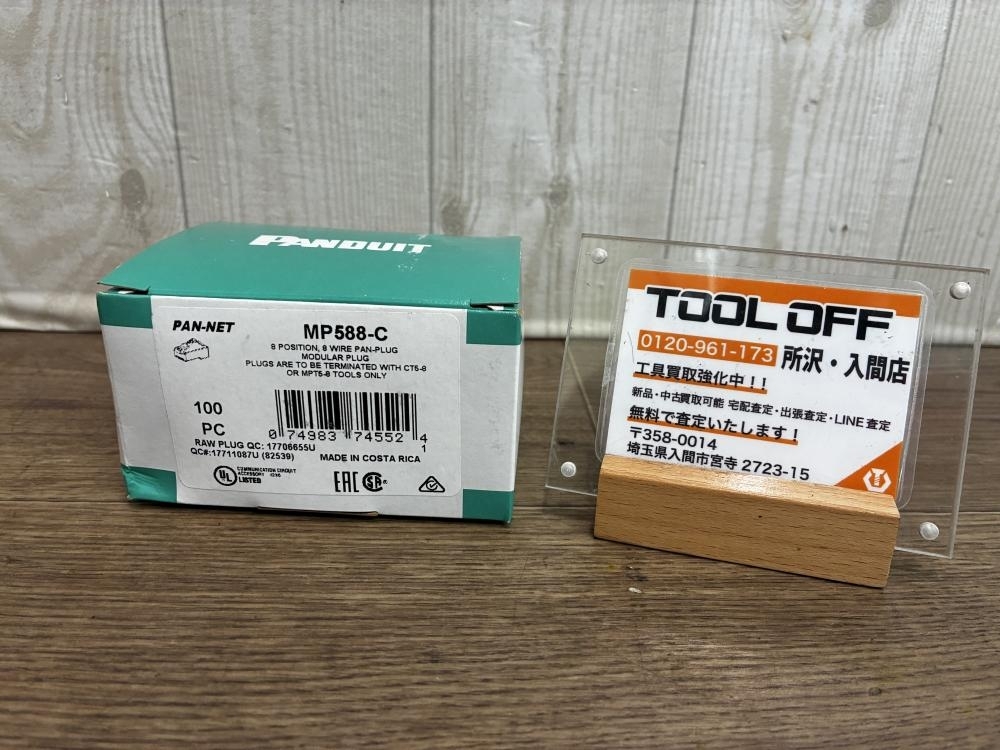 PANDUIT
PAN-NET
MP588-C
8 POSITION, 8 WIRE PAN-PLUG
MODULAR PLUG
PLUGS ARE TO BE TERMINATED WITH CT5-8
OR MPT5-8 TOOLS ONLY
100
PC
0 74983 74552 4
1
RAW PLUG QC: 17706655U
QC#:17711087U (82539)
MADE IN COSTA RICA
UL
COMMUNICATION CIRCUIT
LISTED
EAC
TOOL OFF
0120-961-173
所沢・入間店
工具買取強化中!!
新品・中古買取可能 宅配査定・出張査定・LINE査定
無料で査定いたします!
〒358-0014
埼玉県入間市宮寺 2723-15